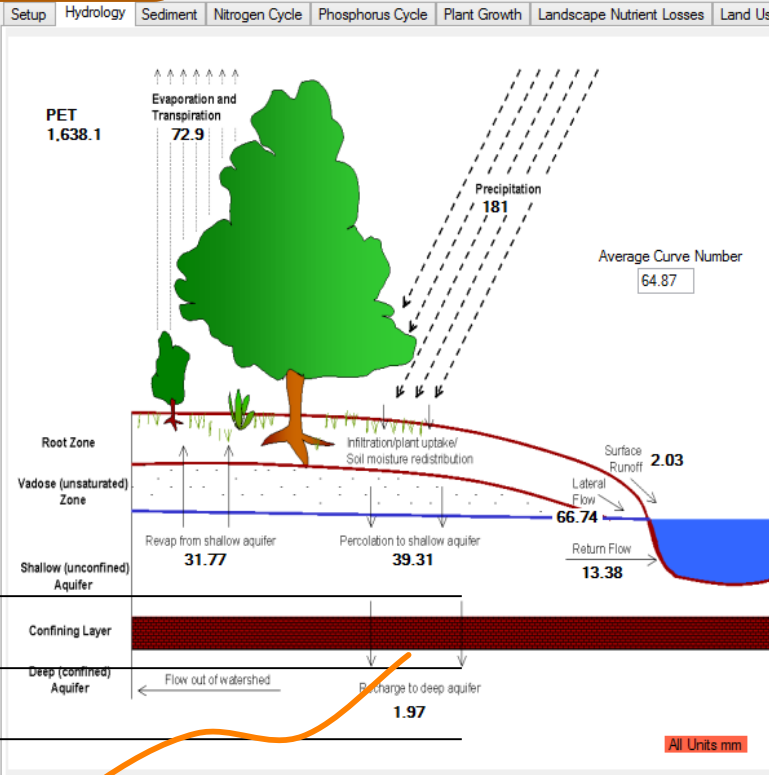 Setup Hydrology Sediment Nitrogen Cycle Phosphorus Cycle Plant Growth Landscape Nutrient Losses Land Us
PET
1,638.1
Evaporation and
Transpiration
72.9
Precipitation
181
Average Curve Number
64.87
Root Zone
Infiltration/plant uptake/
Soil moisture redistribution
Surface
Runoff 2.03
Vadose (unsaturated)
Zone
Lateral
Flow
66.74
Revap from shallow aquifer
31.77
Percolation to shallow aquifer
39.31
Return Flow
13.38
Shallow (unconfined)
Aquifer
Confining Layer
Deep (confined)
Aquifer
Flow out of watershed
Recharge to deep aquifer
1.97
All Units mm